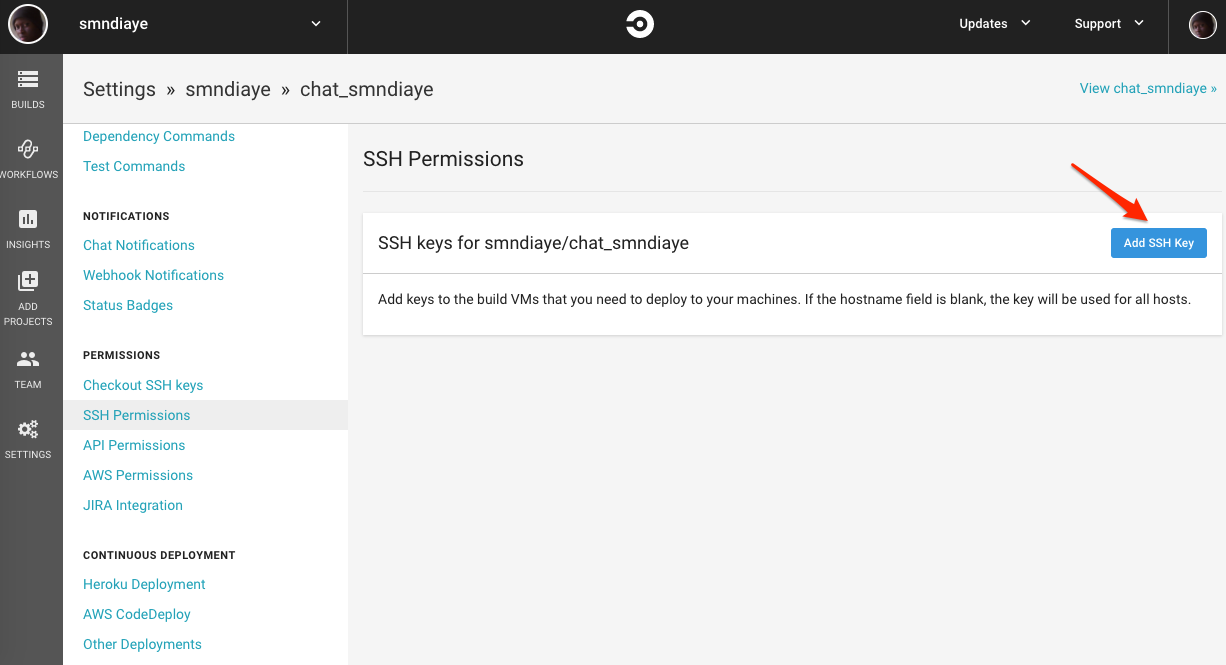 smndiaye
Updates
Support
BUILDS
WORKFLOWS
INSIGHTS
ADD
PROJECTS
TEAM
SETTINGS
Settings » smndiaye » chat_smndiaye
View chat_smndiaye »
Dependency Commands
Test Commands
NOTIFICATIONS
Chat Notifications
Webhook Notifications
Status Badges
PERMISSIONS
Checkout SSH keys
SSH Permissions
API Permissions
AWS Permissions
JIRA Integration
CONTINUOUS DEPLOYMENT
Heroku Deployment
AWS CodeDeploy
Other Deployments
SSH Permissions
SSH keys for smndiaye/chat_smndiaye
Add SSH Key
Add keys to the build VMs that you need to deploy to your machines. If the hostname field is blank, the key will be used for all hosts.